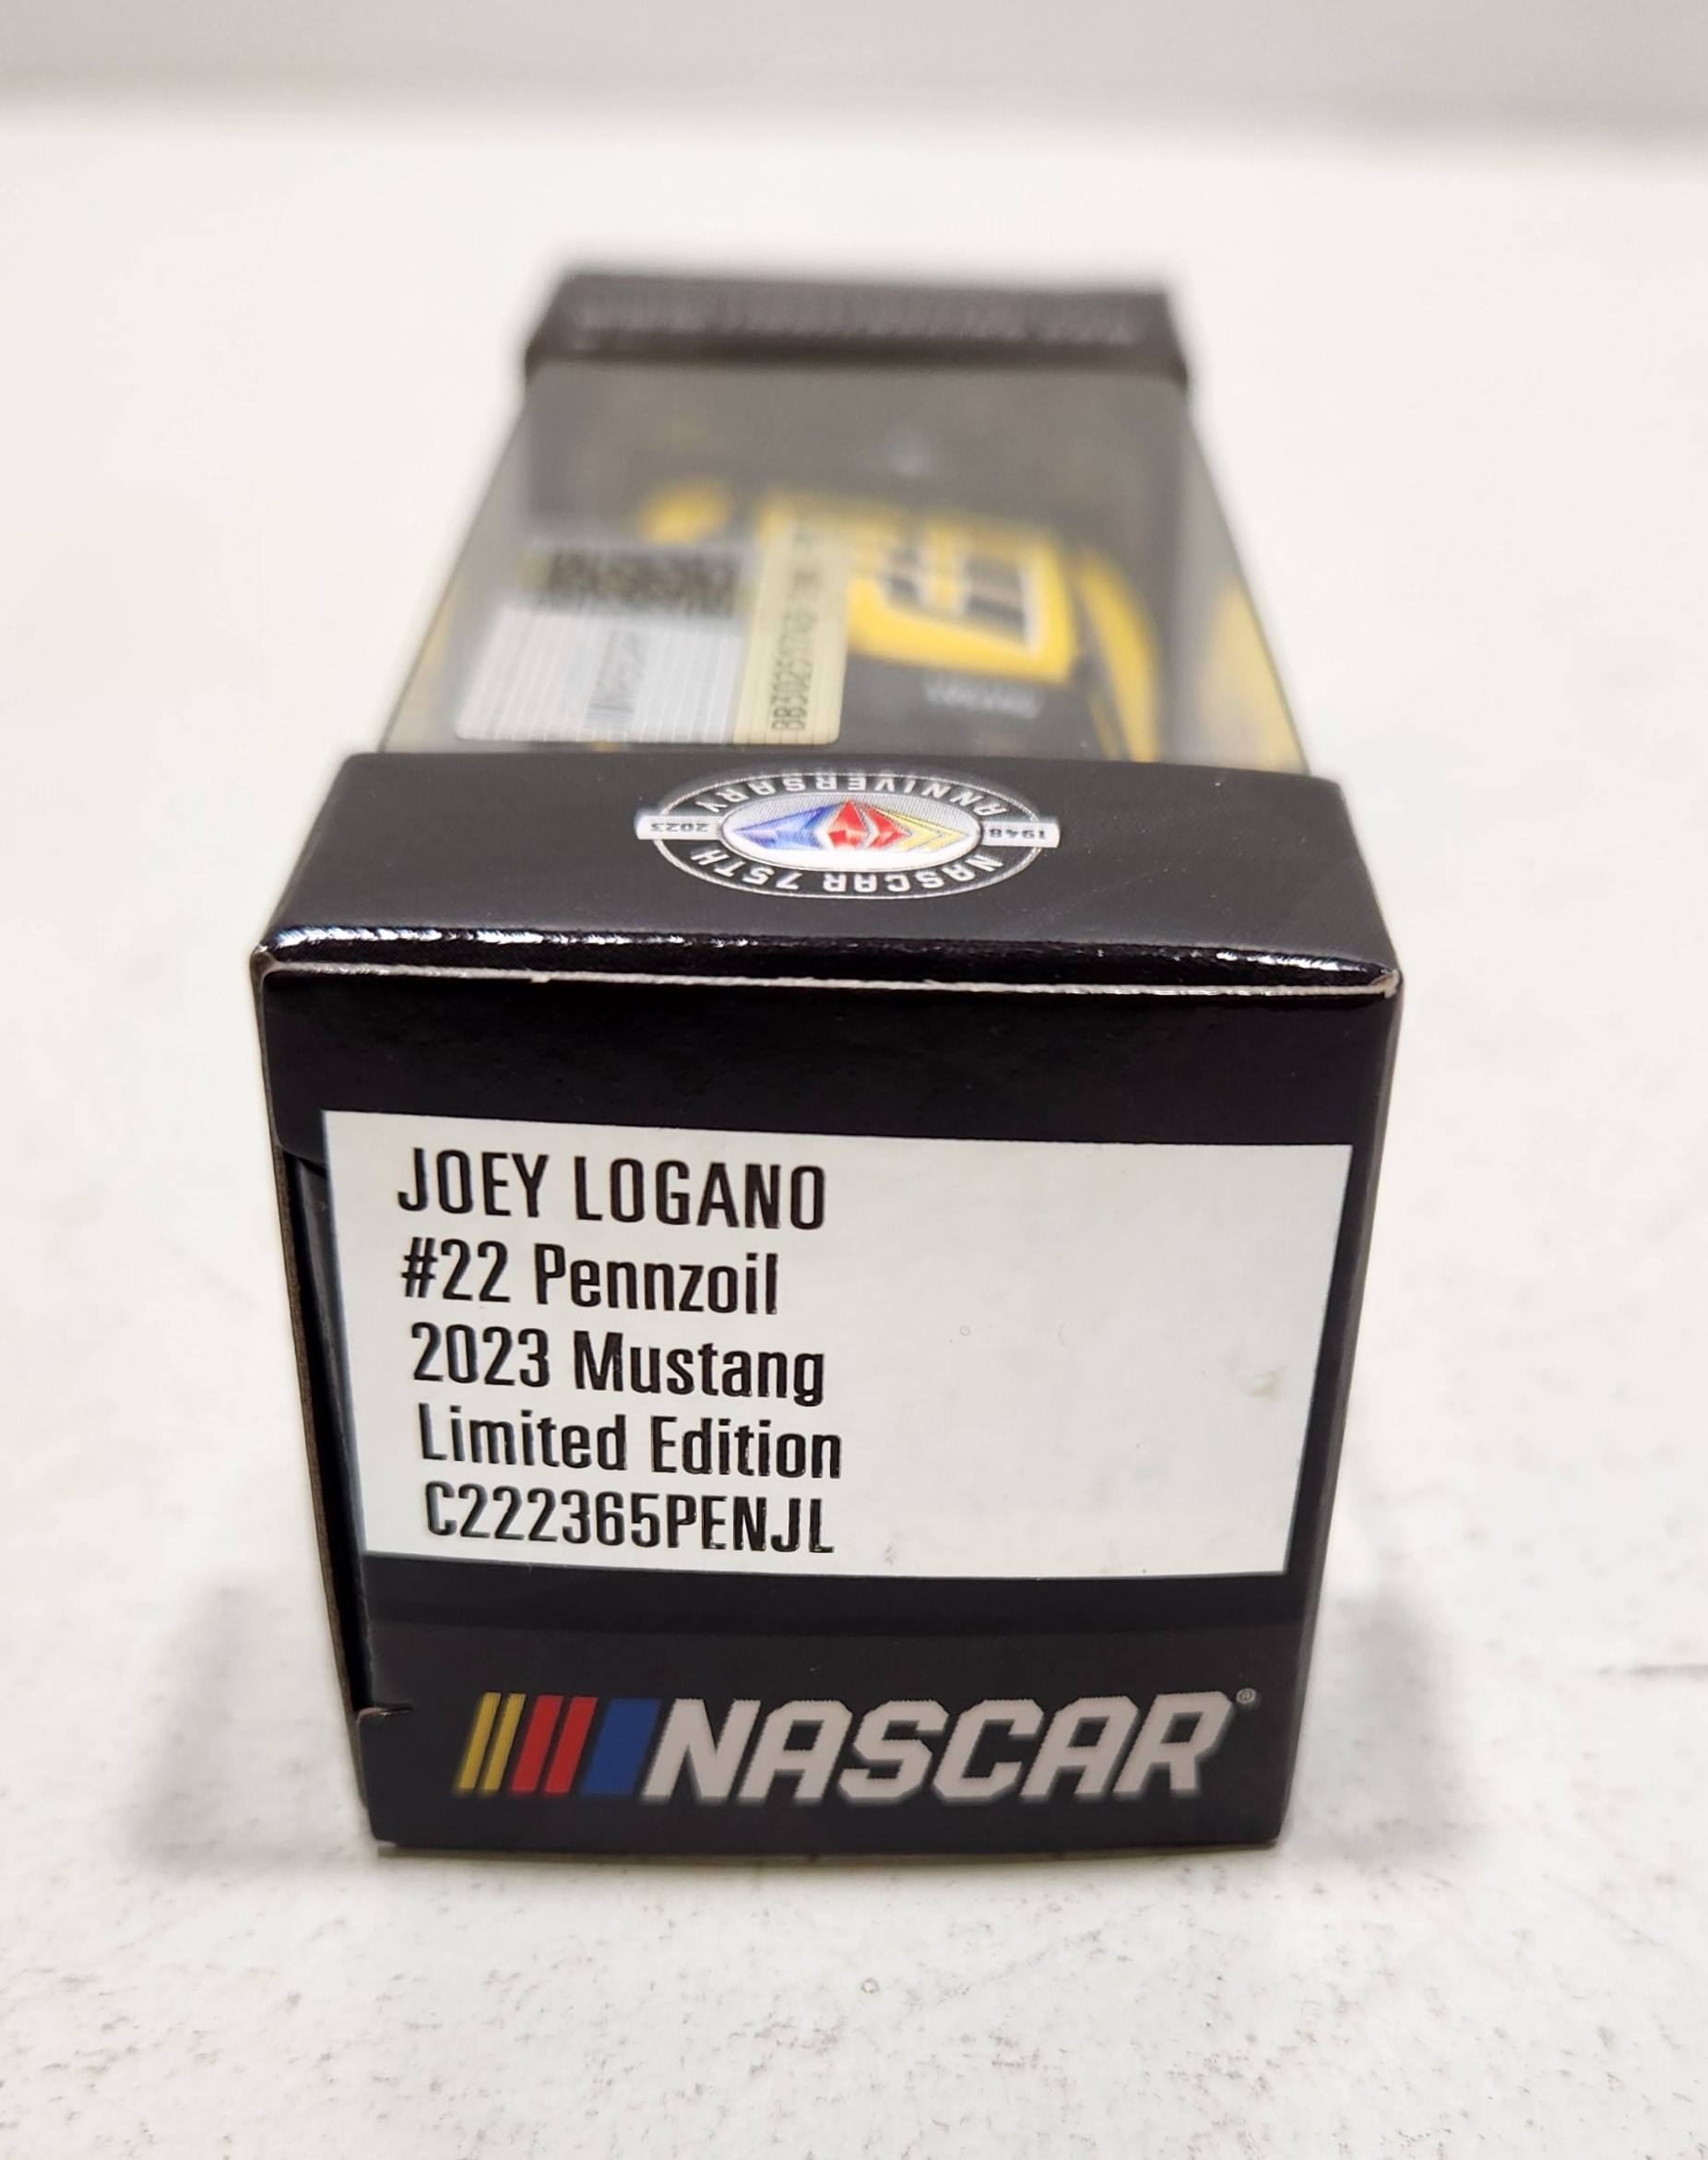 NASCAR 75TH
ANNIVERSARY
1948
2023
JOEY LOGANO
#22 Pennzoil
2023 Mustang
Limited Edition
C222365PENJL
NASCAR®